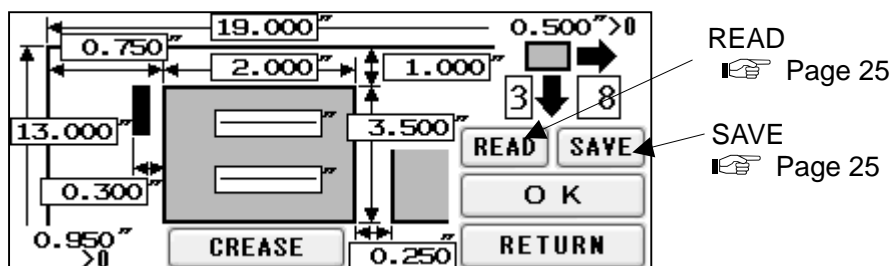 19.000"
0.500">0
0.750"
2.000"
1.000"
3
8
13.000"
"
3.500"
"
0.300"
0.950"
>0
0.250"
CREASE
READ
SAVE
O K
RETURN
READ
☞ Page 25
SAVE
☞ Page 25